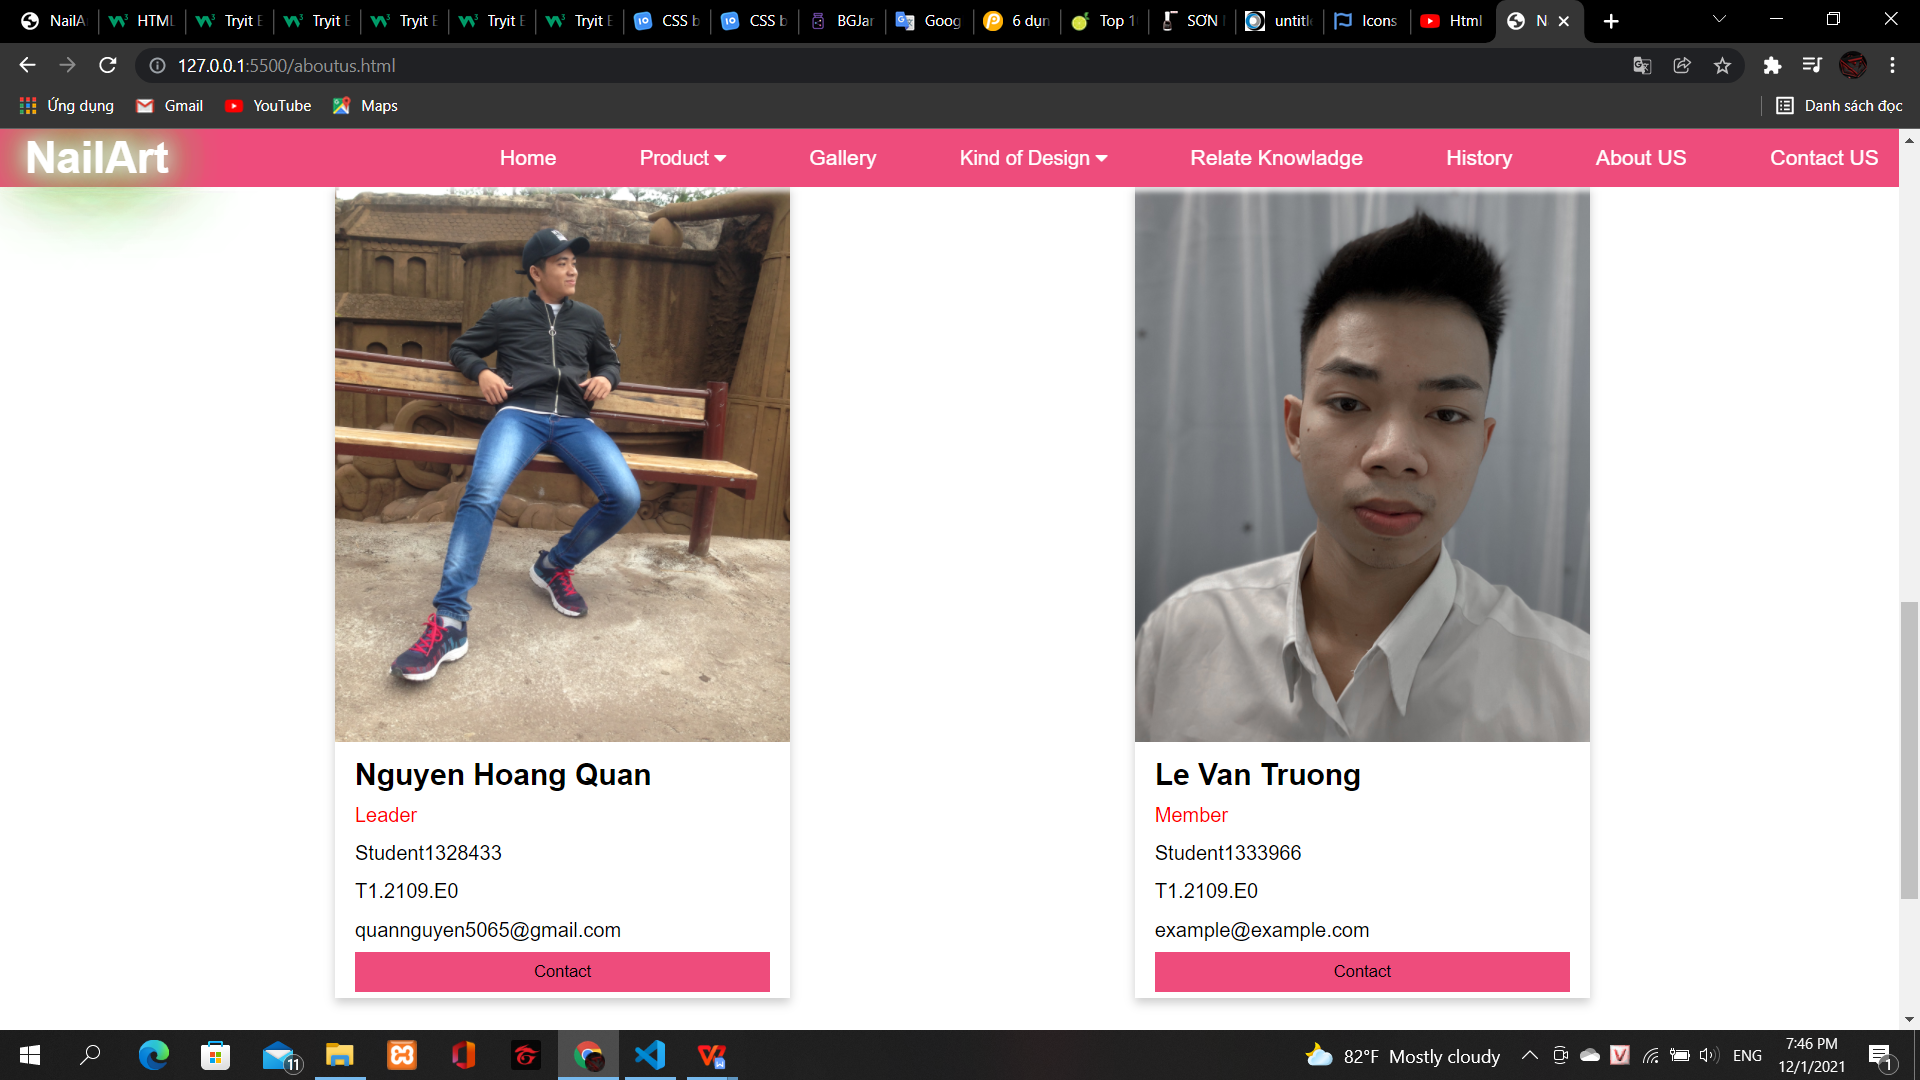 NailAr HTML Tryit E Tryit E Tryit E Tryit E Tryit E CSS b CSS b BGJar Goog 6 dụn Top 1 SƠN untitl Icons Html N
127.0.0.1:5500/aboutus.html
Ứng dụng Gmail YouTube Maps Danh sách đọc
NailArt Home Product Gallery Kind of Design Relate Knowladge History About US Contact US
Nguyen Hoang Quan
Leader
Student1328433
T1.2109.E0
quannguyen5065@gmail.com
Contact
Le Van Truong
Member
Student1333966
T1.2109.E0
example@example.com
Contact
11
82°F Mostly cloudy ENG 7:46 PM
12/1/2021
1